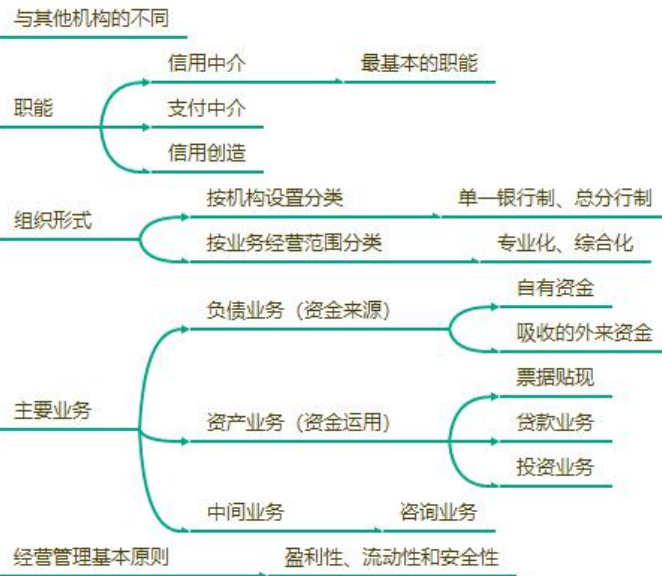 与其他机构的不同
职能
信用中介
最基本的职能
支付中介
信用创造
组织形式
按机构设置分类
单一银行制、总分行制
按业务经营范围分类
专业化、综合化
主要业务
负债业务（资金来源）
自有资金
吸收的外来资金
资产业务（资金运用）
票据贴现
贷款业务
投资业务
中间业务
咨询业务
经营管理基本原则
盈利性、流动性和安全性